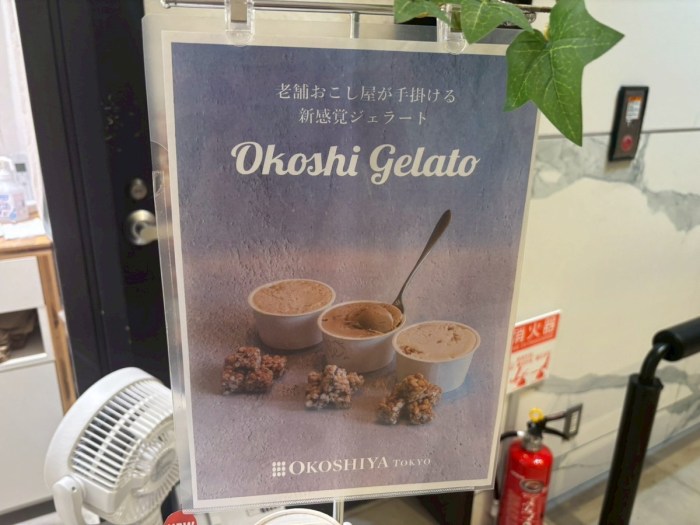 老舗おこし屋が手掛ける
新感覚ジェラート
Okoshi Gelato
OKOSHIYA TOKYO
消火器